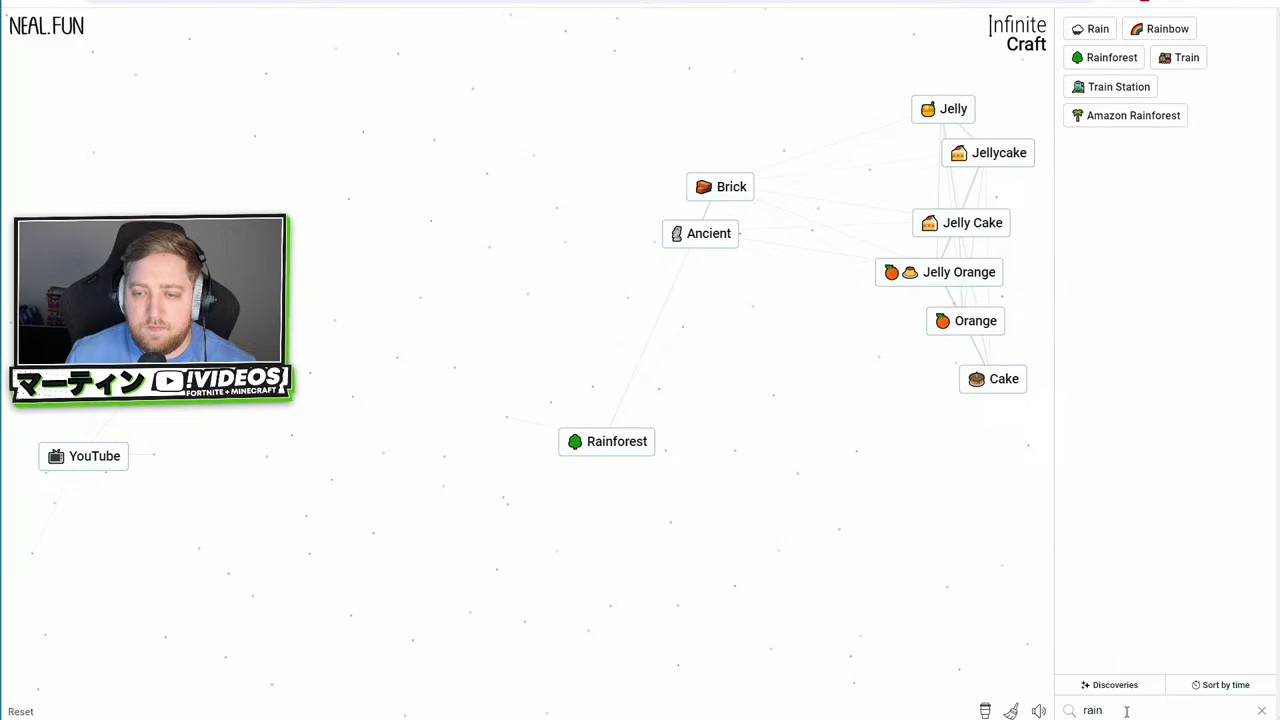 NEAL.FUN
Infinite
Craft
Rain
Rainbow
Rainforest
Train
Train Station
Amazon Rainforest
Jelly
Jellycake
Brick
Jelly Cake
Ancient
Jelly Orange
Orange
Cake
マーティン
!VIDEOS
FORTNITE + MINECRAFT
Rainforest
YouTube
Discoveries
Sort by time
Reset
rain